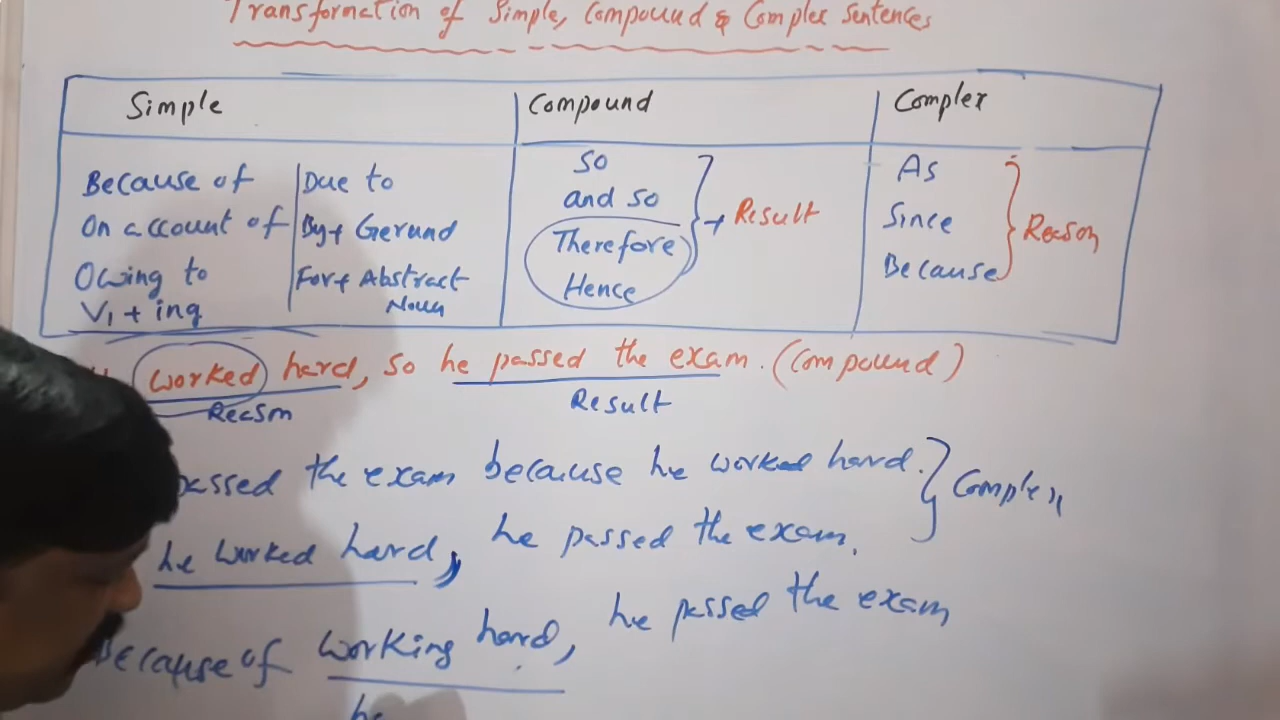 Transformation of Simple, Compound & Complex Sentences
Simple
Compound
Complex
Because of
On account of
Owing to
V1 + ing
Due to
By + Gerund
For + Abstract
Noun
So
and so
Therefore
Hence
+ Result
As
Since
Because
Reason
worked hard, so he passed the exam. (Compound)
Reason
Result
passed the exam because he worked hard.
Complex
he worked hard, he passed the exam.
Because of working hard, he passed the exam
he